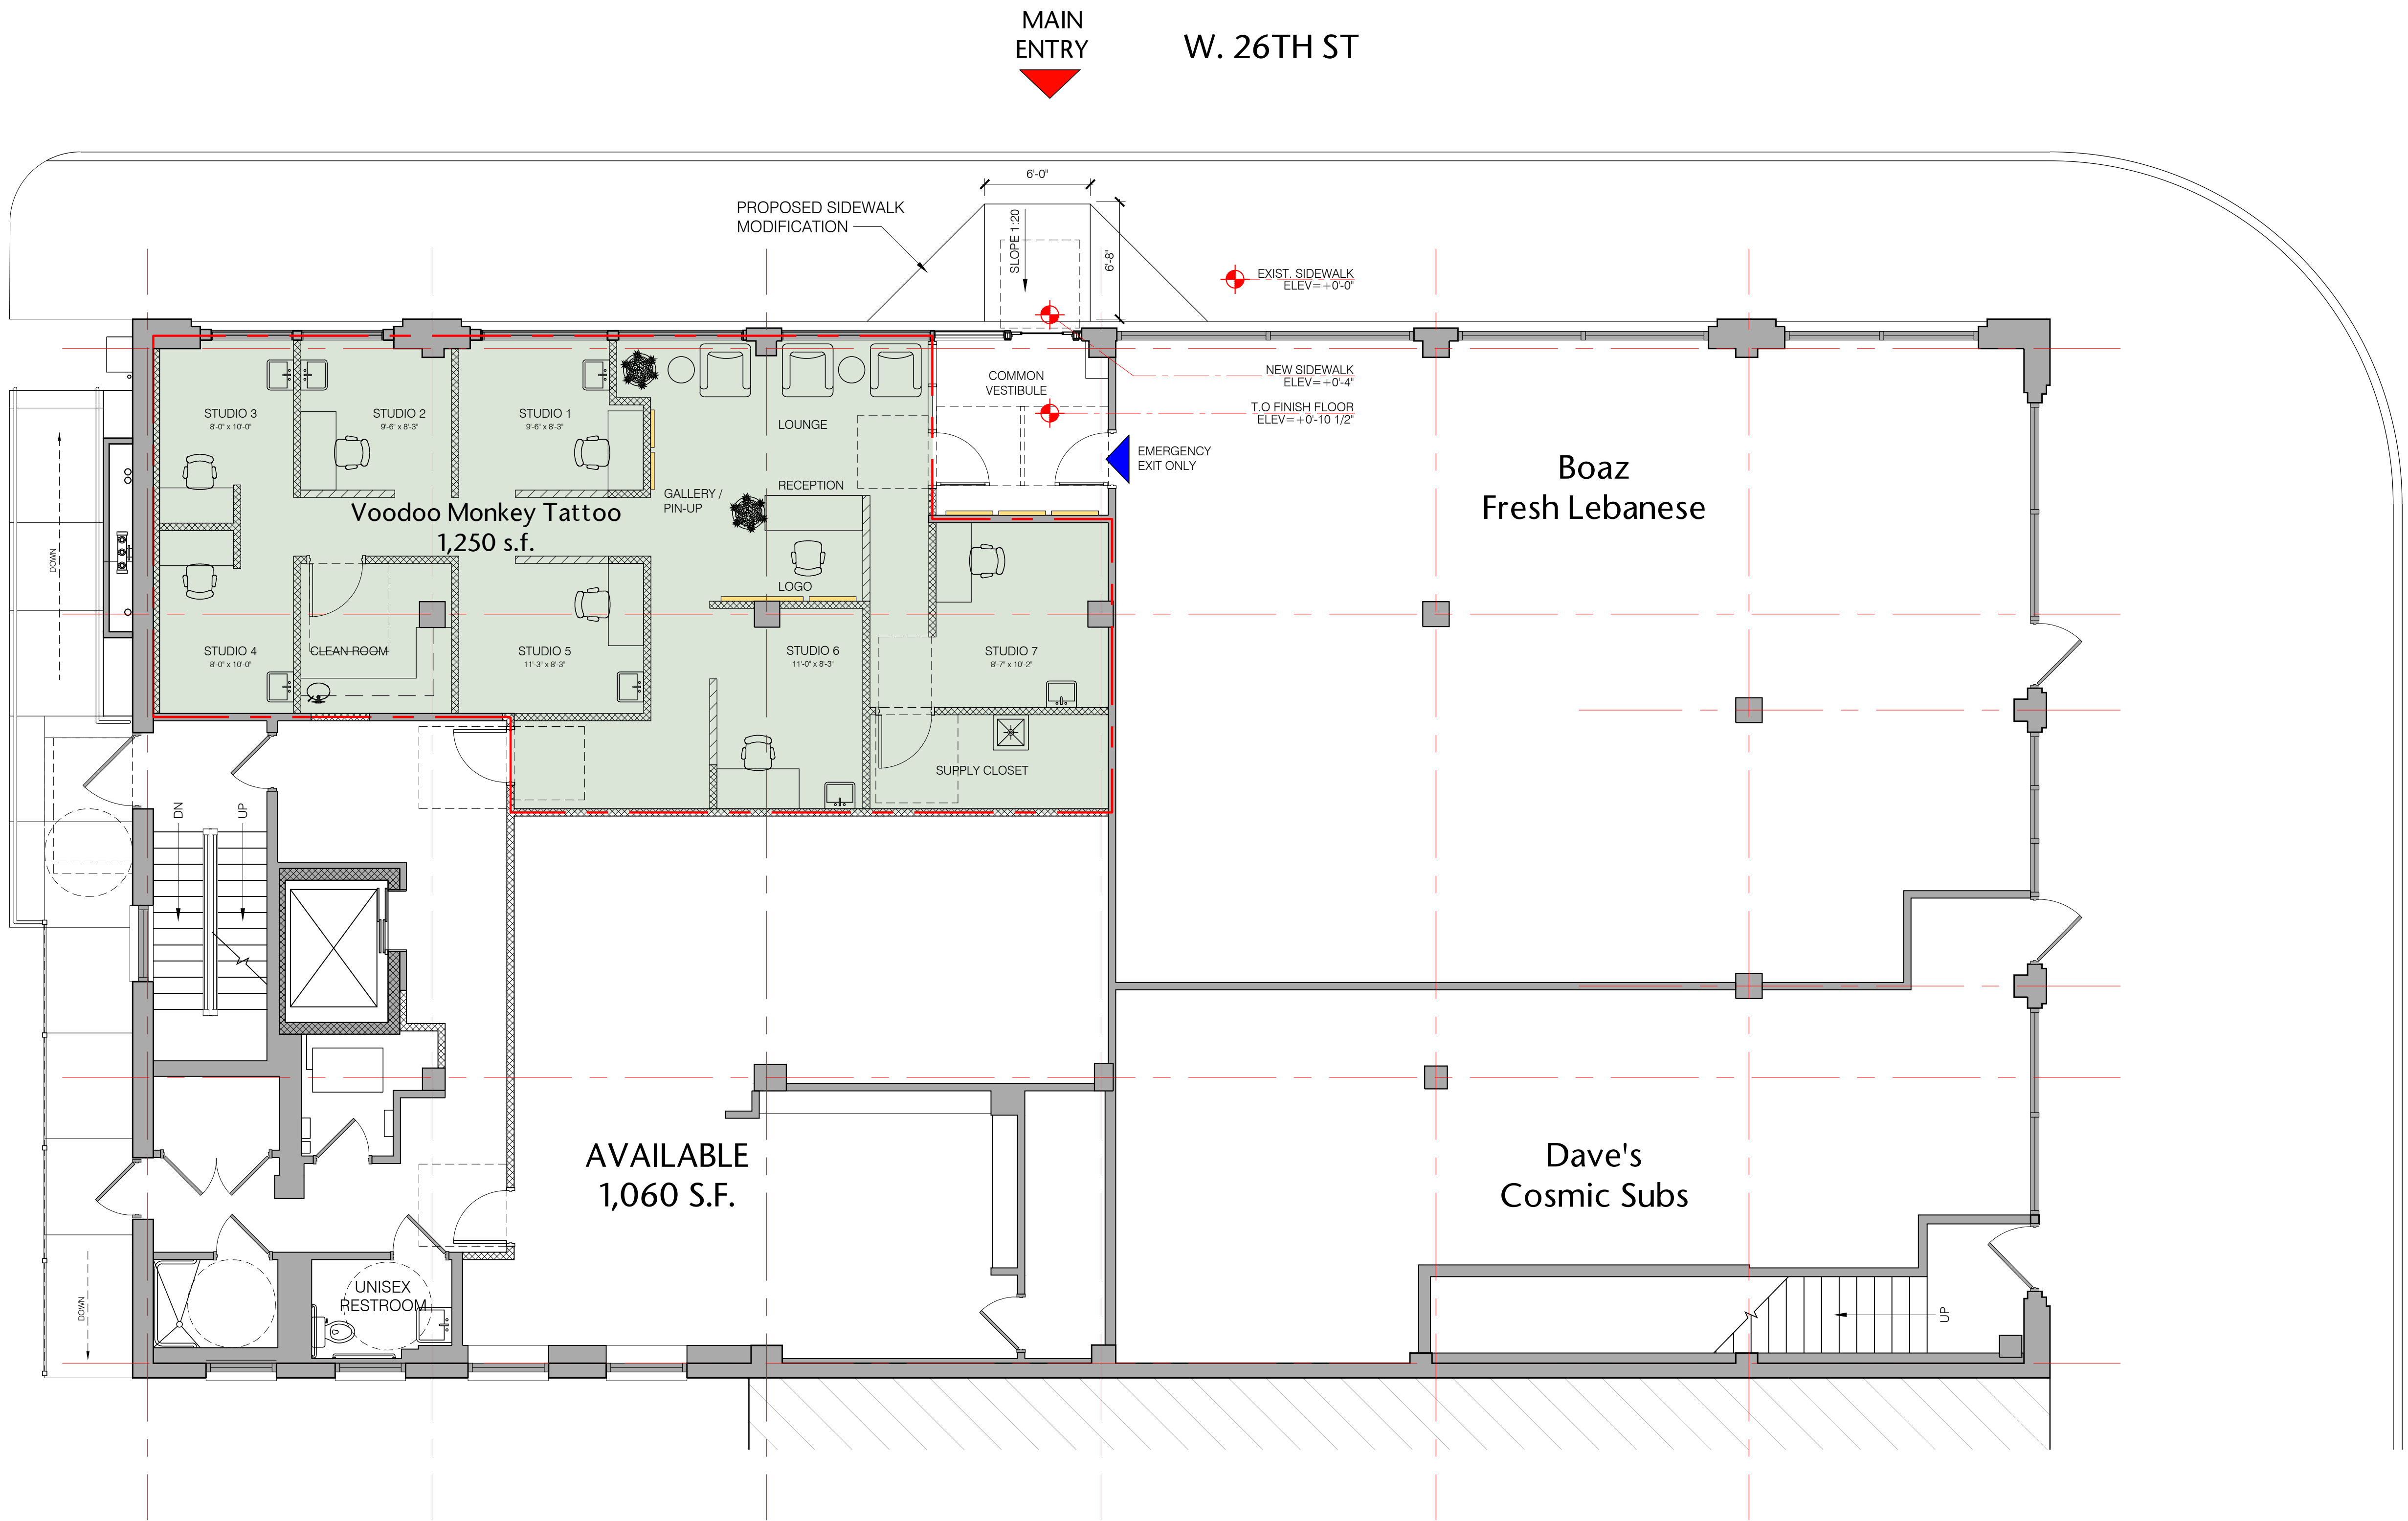 MAIN
ENTRY
W. 26TH ST
6'-0"
PROPOSED SIDEWALK
MODIFICATION
SLOPE 1:20
6'-8"
EXIST. SIDEWALK
ELEV=+0'-0"
NEW SIDEWALK
ELEV=+0'-4"
T.O FINISH FLOOR
ELEV=+0'-10 1/2"
COMMON
VESTIBULE
EMERGENCY
EXIT ONLY
STUDIO 3
8'-0" x 10'-0"
STUDIO 2
9'-6" x 8'-3"
STUDIO 1
9'-6" x 8'-3"
LOUNGE
RECEPTION
GALLERY /
PIN-UP
Voodoo Monkey Tattoo
1,250 s.f.
LOGO
STUDIO 4
8'-0" x 10'-0"
CLEAN ROOM
STUDIO 5
11'-3" x 8'-3"
STUDIO 6
11'-0" x 8'-3"
STUDIO 7
8'-7" x 10'-2"
SUPPLY CLOSET
Boaz
Fresh Lebanese
DOWN
DN
UP
AVAILABLE
1,060 S.F.
Dave's
Cosmic Subs
UNISEX
RESTROOM
DOWN
UP